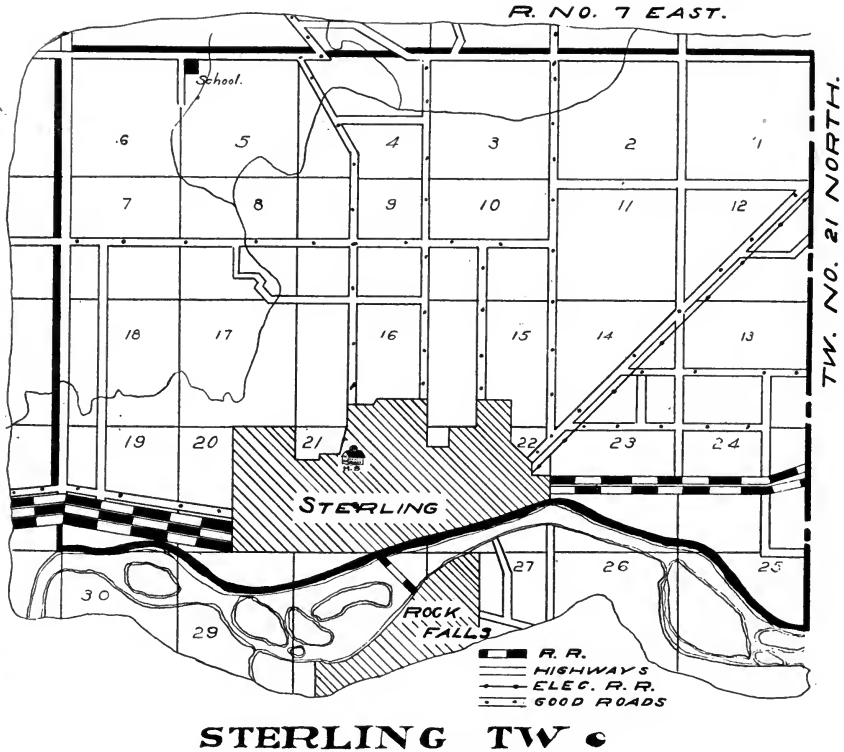 R. NO. 7 EAST.
TW. NO. 21 NORTH.
School.
6 5 4 3 2 1
7 8 9 10 11 12
18 17 16 15 14 13
19 20 21 22 23 24
H.S
STERLING
30 29 27 26 25
ROCK
FALLS
R. R.
HIGHWAYS
ELEC. R. R.
GOOD ROADS
STERLING TW